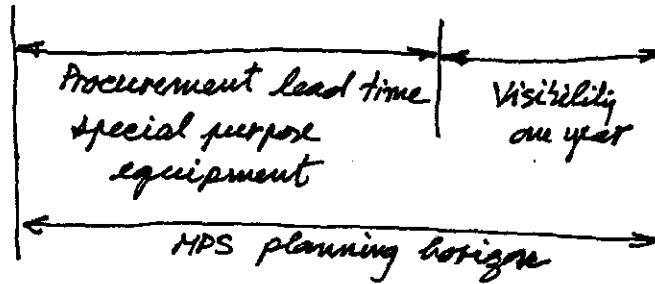 Procurement lead time
special purpose
equipment
Visibility
one year
MPS planning horizon